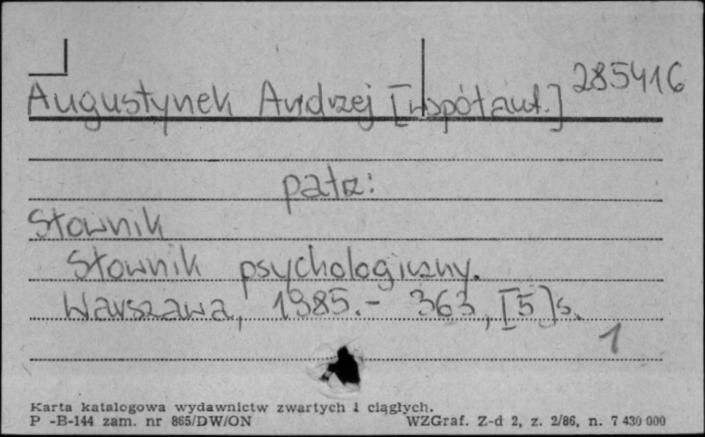 285416
Augustynek Andrzej [współaut.]
patrz:
Słownik
Słownik psychologiczny.
Warszawa, 1985.- 363, [5]s.
1
Karta katalogowa wydawnictw zwartych i ciągłych.
P -B-144 zam. nr 865/DW/ON WZGraf. Z-d 2, z. 2/86, n. 7 430 000